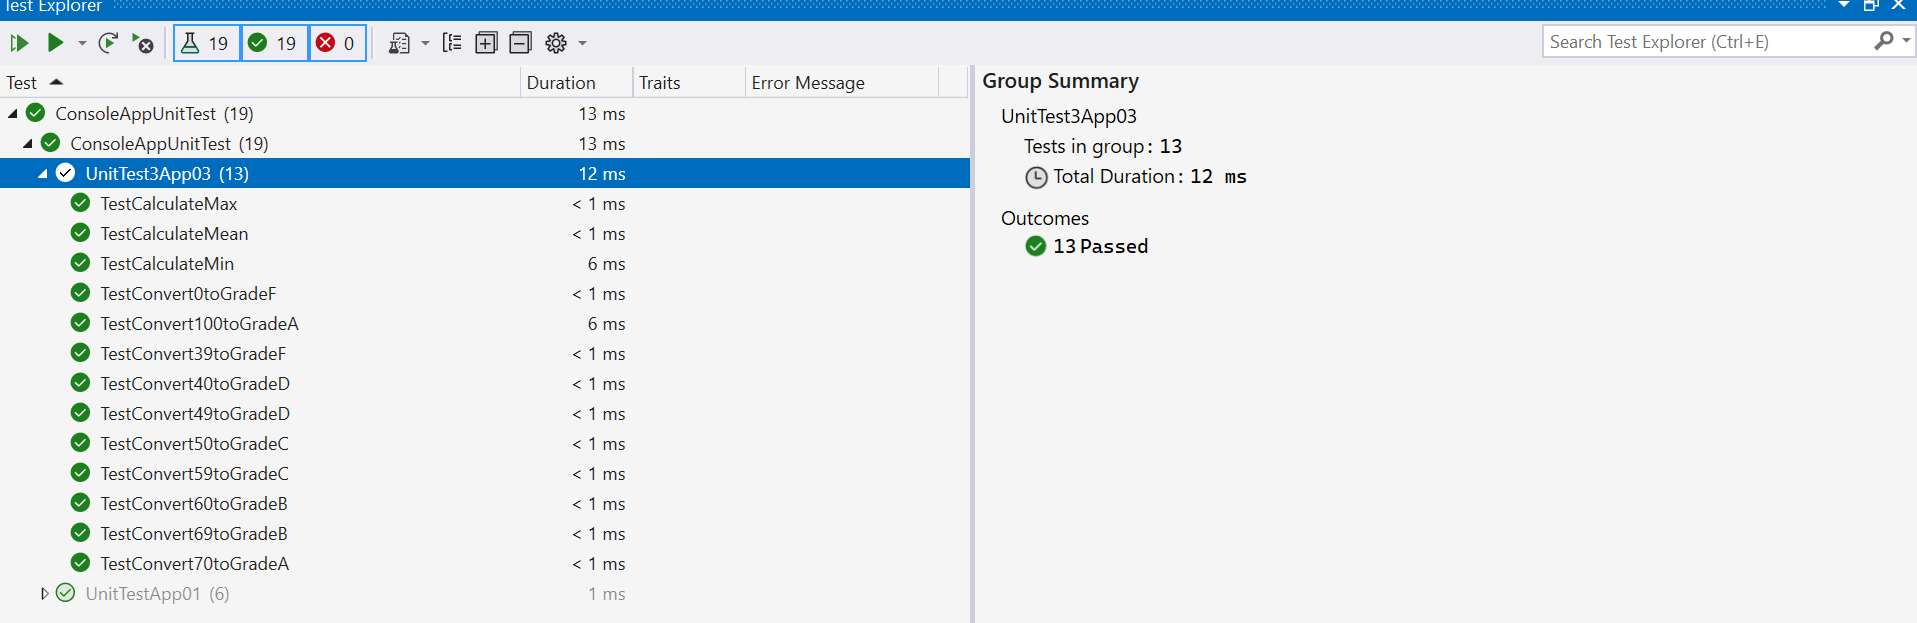 Test Explorer
19 19 0
Search Test Explorer (Ctrl+E)
Test Duration Traits Error Message
ConsoleAppUnitTest (19) 13 ms
ConsoleAppUnitTest (19) 13 ms
UnitTest3App03 (13) 12 ms
TestCalculateMax < 1 ms
TestCalculateMean < 1 ms
TestCalculateMin 6 ms
TestConvert0toGradeF < 1 ms
TestConvert100toGradeA 6 ms
TestConvert39toGradeF < 1 ms
TestConvert40toGradeD < 1 ms
TestConvert49toGradeD < 1 ms
TestConvert50toGradeC < 1 ms
TestConvert59toGradeC < 1 ms
TestConvert60toGradeB < 1 ms
TestConvert69toGradeB < 1 ms
TestConvert70toGradeA < 1 ms
UnitTestApp01 (6) 1 ms
Group Summary
UnitTest3App03
Tests in group: 13
Total Duration: 12 ms
Outcomes
13 Passed